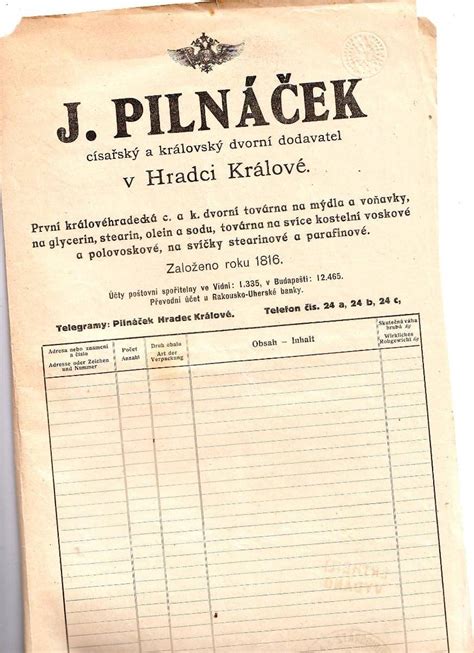 J. PILNÁČEK
císařský a královský dvorní dodavatel
v Hradci Králové.
První královéhradecká c. a k. dvorní továrna na mýdla a voňavky,
na glycerin, stearin, olein a sodu, továrna na svíce kostelní voskové
a polovoskové, na svíčky stearinové a parafinové.
Založeno roku 1816.
Účty poštovní spořitelny ve Vídni: 1.335, v Budapešti: 12.465.
Převodní účet u Rakousko-Uherské banky.
Telegramy: Pilnáček Hradec Králové. Telefon čís. 24 a, 24 b, 24 c,
Adresa nebo znamení
a číslo
Adresse oder Zeichen
und Nummer
Počet
Anzahl
Druh obalu
Art der
Verpackung
Obsah – Inhalt
Skutečná váha
hrubá kg
Wirkliches
Rohgewicht kg